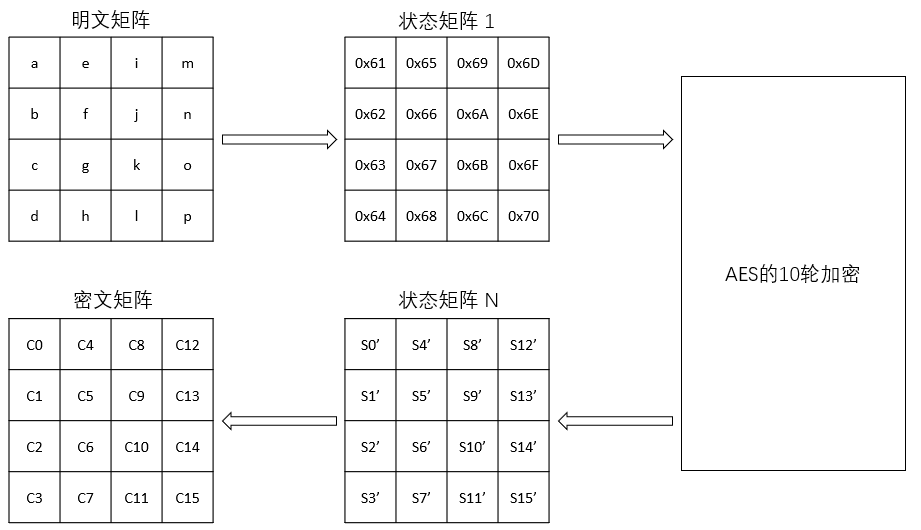 明文矩阵
a e i m
b f j n
c g k o
d h l p
状态矩阵 1
0x61 0x65 0x69 0x6D
0x62 0x66 0x6A 0x6E
0x63 0x67 0x6B 0x6F
0x64 0x68 0x6C 0x70
AES的10轮加密
状态矩阵 N
S0’ S4’ S8’ S12’
S1’ S5’ S9’ S13’
S2’ S6’ S10’ S14’
S3’ S7’ S11’ S15’
密文矩阵
C0 C4 C8 C12
C1 C5 C9 C13
C2 C6 C10 C14
C3 C7 C11 C15